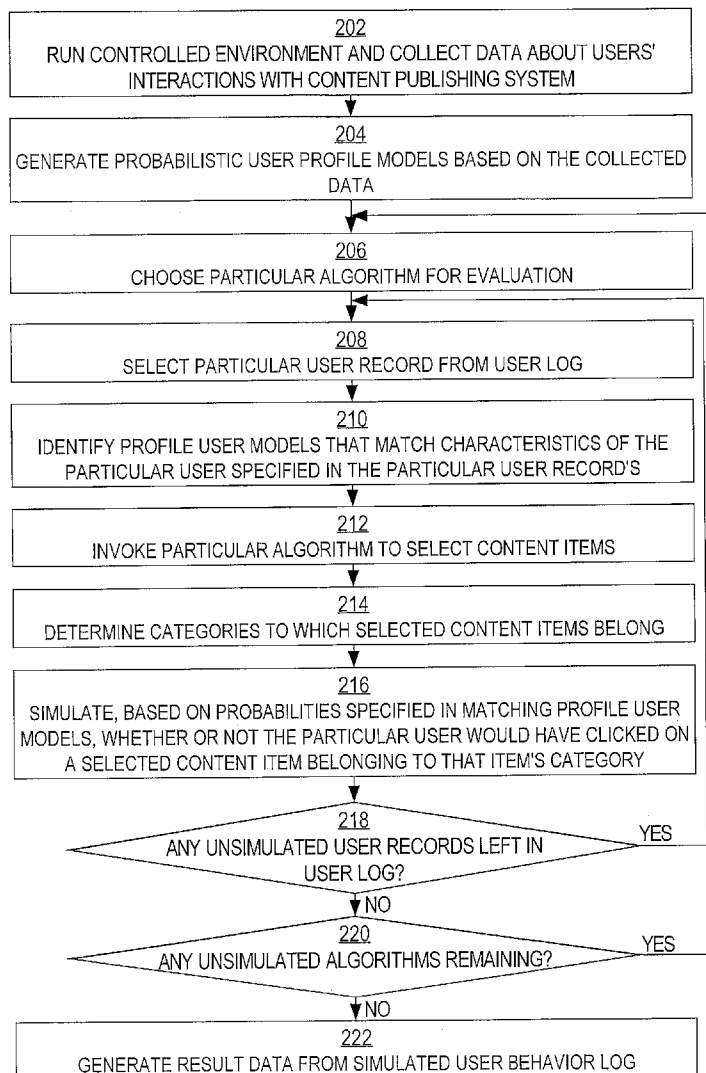 202
RUN CONTROLLED ENVIRONMENT AND COLLECT DATA ABOUT USERS'
INTERACTIONS WITH CONTENT PUBLISHING SYSTEM
204
GENERATE PROBABILISTIC USER PROFILE MODELS BASED ON THE COLLECTED
DATA
206
CHOOSE PARTICULAR ALGORITHM FOR EVALUATION
208
SELECT PARTICULAR USER RECORD FROM USER LOG
210
IDENTIFY PROFILE USER MODELS THAT MATCH CHARACTERISTICS OF THE
PARTICULAR USER SPECIFIED IN THE PARTICULAR USER RECORD'S
212
INVOKE PARTICULAR ALGORITHM TO SELECT CONTENT ITEMS
214
DETERMINE CATEGORIES TO WHICH SELECTED CONTENT ITEMS BELONG
216
SIMULATE, BASED ON PROBABILITIES SPECIFIED IN MATCHING PROFILE USER
MODELS, WHETHER OR NOT THE PARTICULAR USER WOULD HAVE CLICKED ON
A SELECTED CONTENT ITEM BELONGING TO THAT ITEM'S CATEGORY
218
ANY UNSIMULATED USER RECORDS LEFT IN
USER LOG?
YES
NO
220
ANY UNSIMULATED ALGORITHMS REMAINING?
YES
NO
222
GENERATE RESULT DATA FROM SIMULATED USER BEHAVIOR LOG